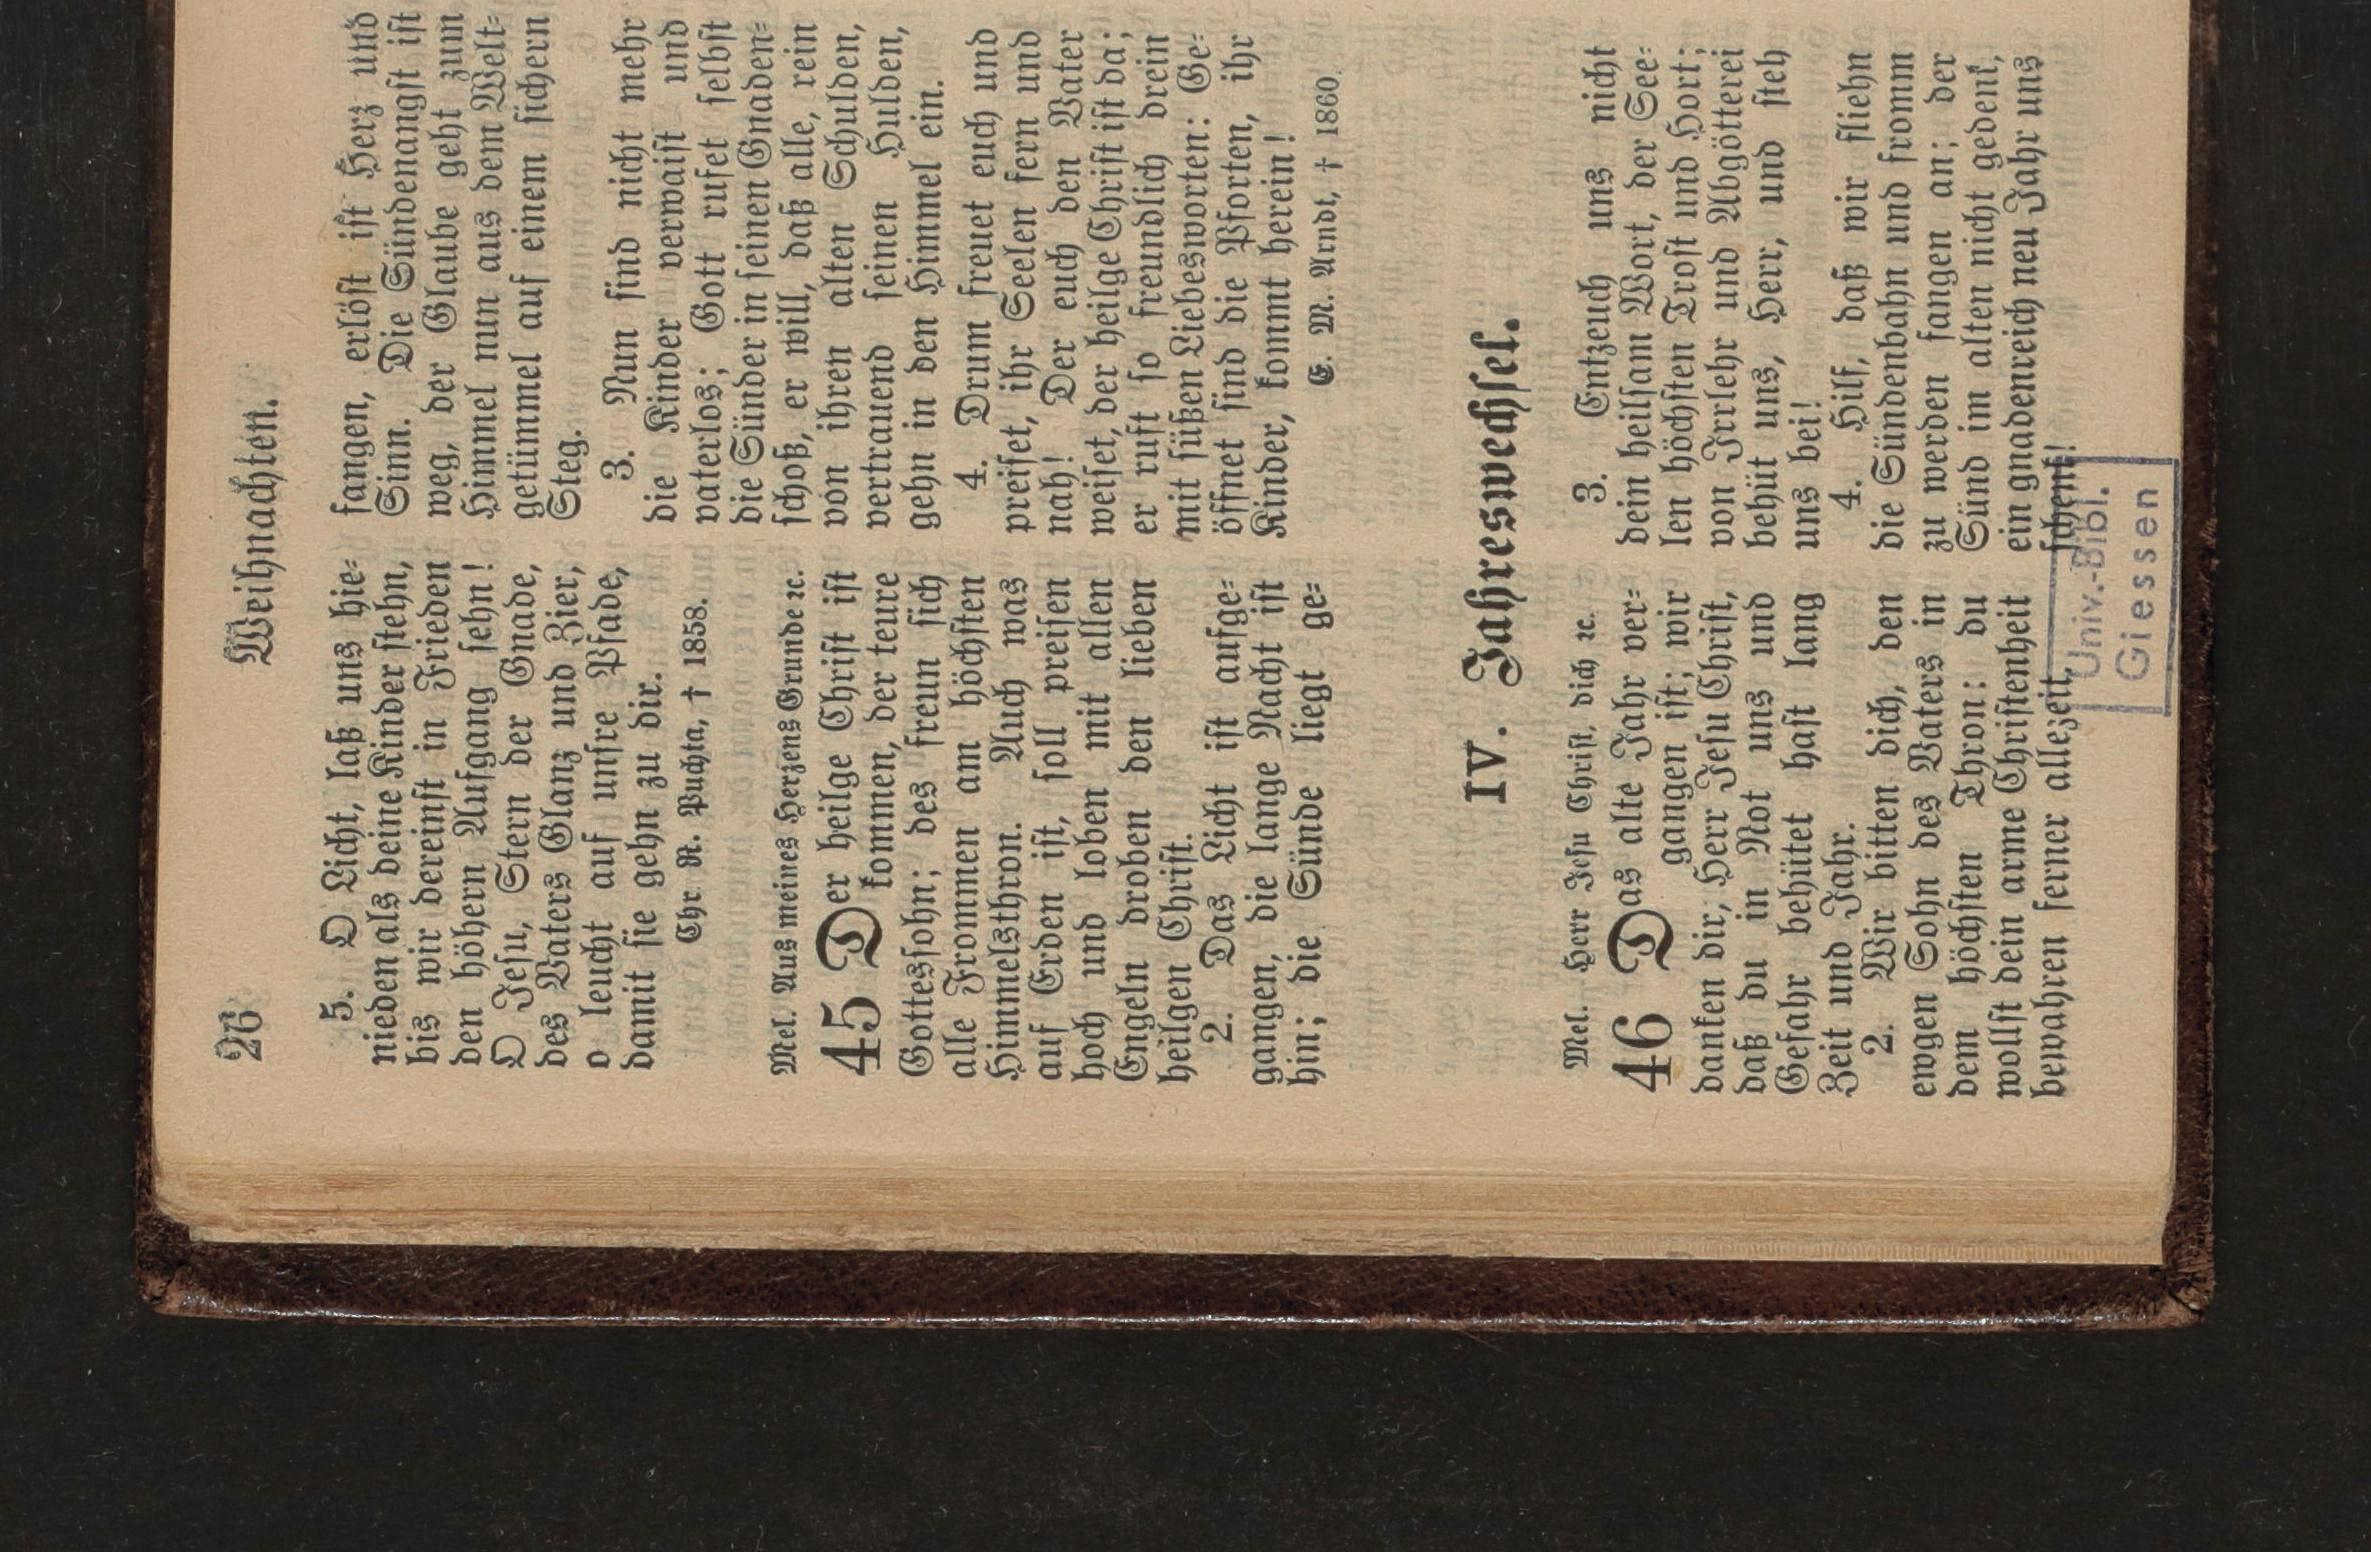 26
Weihnachten.
5. O Licht, laß uns hie-
nieden als deine Kinder stehn,
bis wir dereinst in Frieden
den höhern Aufgang sehn!
O Jesu, Stern der Gnade,
des Vaters Glanz und Zier,
o leucht auf unsre Pfade,
damit sie gehn zu dir.
Chr. R. Puchta, † 1858.
Mel. Aus meines Herzens Grunde ꝛc.
45 Der heilge Christ ist
kommen, der teure
Gottessohn; des freun sich
alle Frommen am höchsten
Himmelsthron. Auch was
auf Erden ist, soll preisen
hoch und loben mit allen
Engeln droben den lieben
heilgen Christ.
2. Das Licht ist aufge-
gangen, die lange Nacht ist
hin; die Sünde liegt ge-
fangen, erlöst ist Herz und
Sinn. Die Sündenangst ist
weg, der Glaube geht zum
Himmel nun aus dem Welt-
getümmel auf einem sichern
Steg.
3. Nun sind nicht mehr
die Kinder verwaist und
vaterlos; Gott rufet selbst
die Sünder in seinen Gnaden-
schoß, er will, daß alle, rein
von ihren alten Schulden,
vertrauend seinen Hulden,
gehn in den Himmel ein.
4. Drum freuet euch und
preiset, ihr Seelen fern und
nah! Der euch den Vater
weiset, der heilge Christ ist da;
er ruft so freundlich drein
mit süßen Liebesworten: Ge-
öffnet sind die Pforten, ihr
Kinder, kommt herein!
E. M. Arndt, † 1860.
IV. Jahreswechsel.
Mel. Herr Jesu Christ, dich ꝛc.
46 Das alte Jahr ver-
gangen ist; wir
danken dir, Herr Jesu Christ,
daß du in Not uns und
Gefahr behütet hast lang
Zeit und Jahr.
2. Wir bitten dich, den
ewgen Sohn des Vaters in
dem höchsten Thron: du
wollst dein arme Christenheit
bewahren ferner allezeit.
3. Entzeuch uns nicht
dein heilsam Wort, der See-
len höchsten Trost und Hort;
von Irrlehr und Abgötterei
behüt uns, Herr, und steh
uns bei!
4. Hilf, daß wir fliehn
die Sündenbahn und fromm
zu werden fangen an; der
Sünd im alten nicht gedenk,
ein gnadenreich neu Jahr uns
schenk!
Univ.-Bibl.
Giessen